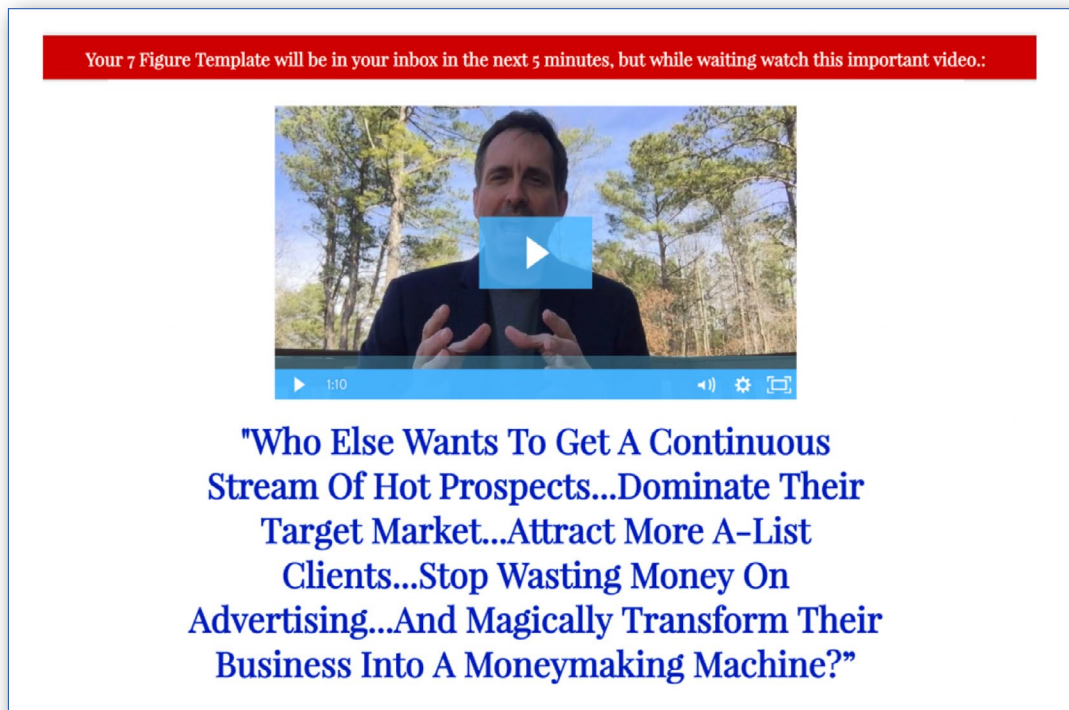 Your 7 Figure Template will be in your inbox in the next 5 minutes, but while waiting watch this important video.:
1:10
"Who Else Wants To Get A Continuous
Stream Of Hot Prospects...Dominate Their
Target Market...Attract More A-List
Clients...Stop Wasting Money On
Advertising...And Magically Transform Their
Business Into A Moneymaking Machine?”